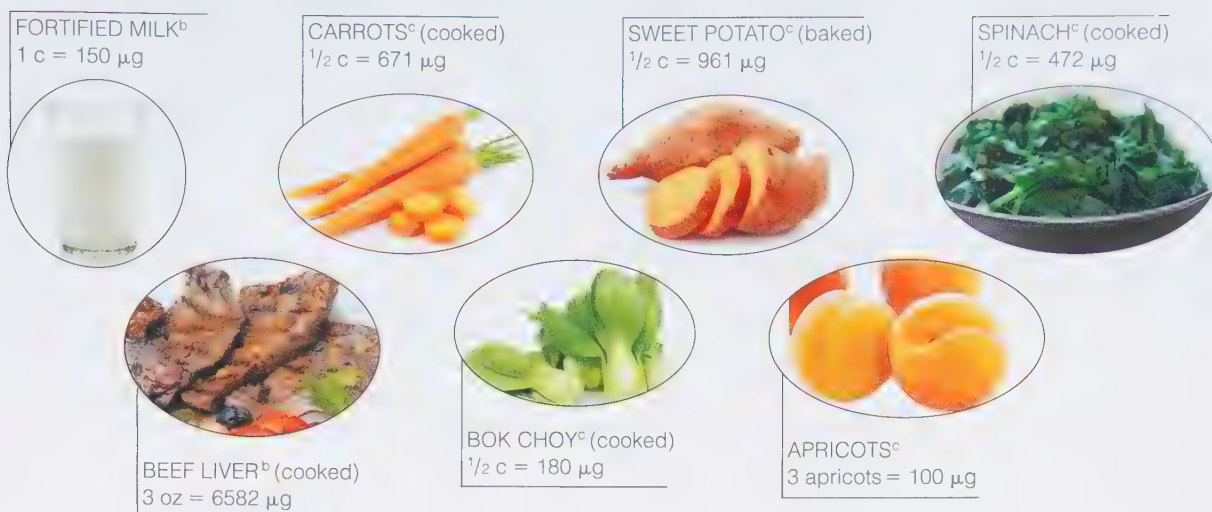 FORTIFIED MILKᵇ
1 c = 150 µg
CARROTSᶜ (cooked)
1/2 c = 671 µg
SWEET POTATOᶜ (baked)
1/2 c = 961 µg
SPINACHᶜ (cooked)
1/2 c = 472 µg
BEEF LIVERᵇ (cooked)
3 oz = 6582 µg
BOK CHOYᶜ (cooked)
1/2 c = 180 µg
APRICOTSᶜ
3 apricots = 100 µg